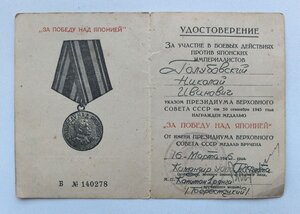 "ЗА ПОБЕДУ НАД ЯПОНИЕЙ"
Б № 140278
УДОСТОВЕРЕНИЕ
ЗА УЧАСТИЕ В БОЕВЫХ ДЕЙСТВИЯХ
ПРОТИВ ЯПОНСКИХ
ИМПЕРИАЛИСТОВ
Николай
Иванович
УКАЗОМ ПРЕЗИДИУМА ВЕРХОВНОГО
СОВЕТА СССР от 30 сентября 1945 года
НАГРАЖДЕН МЕДАЛЬЮ
"ЗА ПОБЕДУ НАД ЯПОНИЕЙ"
От имени ПРЕЗИДИУМА ВЕРХОВНОГО
СОВЕТА СССР МЕДАЛЬ ВРУЧЕНА
16 Марта
Командир
М.П.